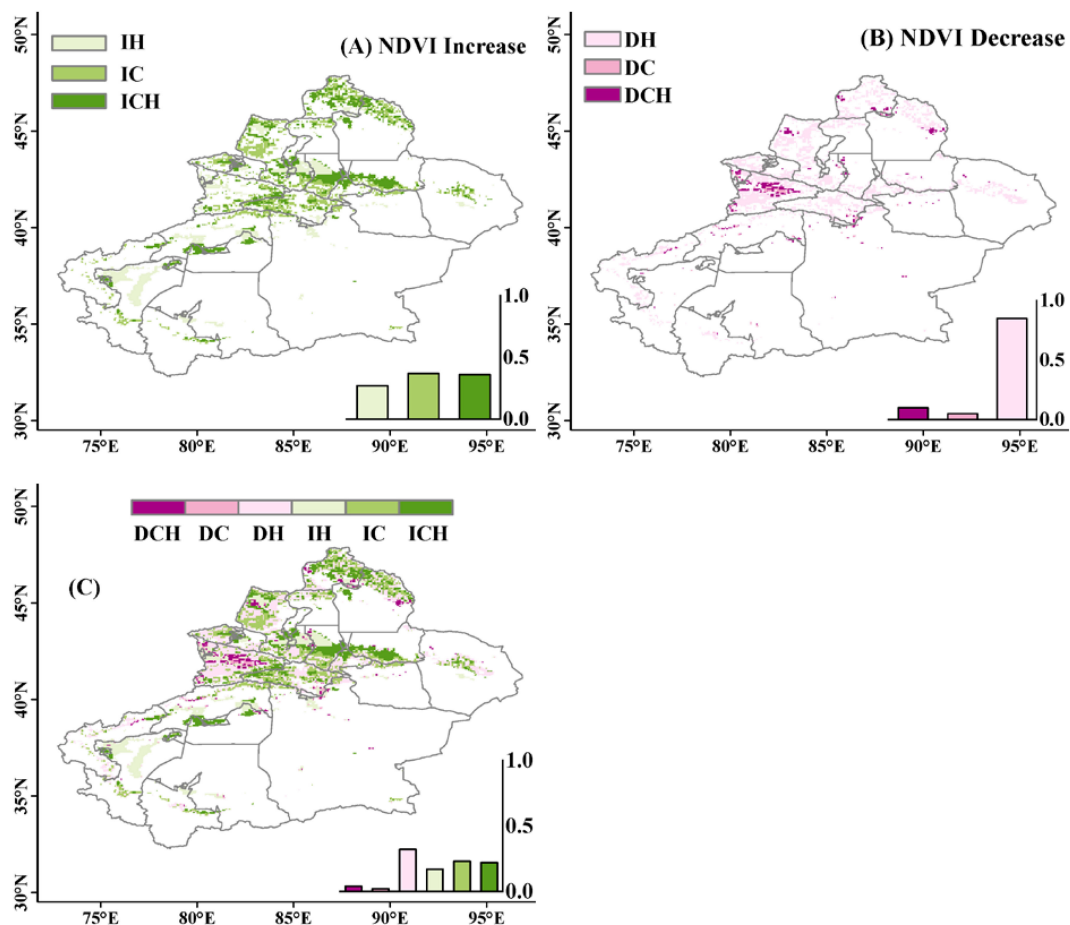 (A) NDVI Increase
IH
IC
ICH
50°N
45°N
40°N
35°N
30°N
1.0
0.5
0.0
75°E
80°E
85°E
90°E
95°E
(B) NDVI Decrease
DH
DC
DCH
50°N
45°N
40°N
35°N
30°N
1.0
0.5
0.0
75°E
80°E
85°E
90°E
95°E
DCH DC DH IH IC ICH
(C)
50°N
45°N
40°N
35°N
30°N
1.0
0.5
0.0
75°E
80°E
85°E
90°E
95°E